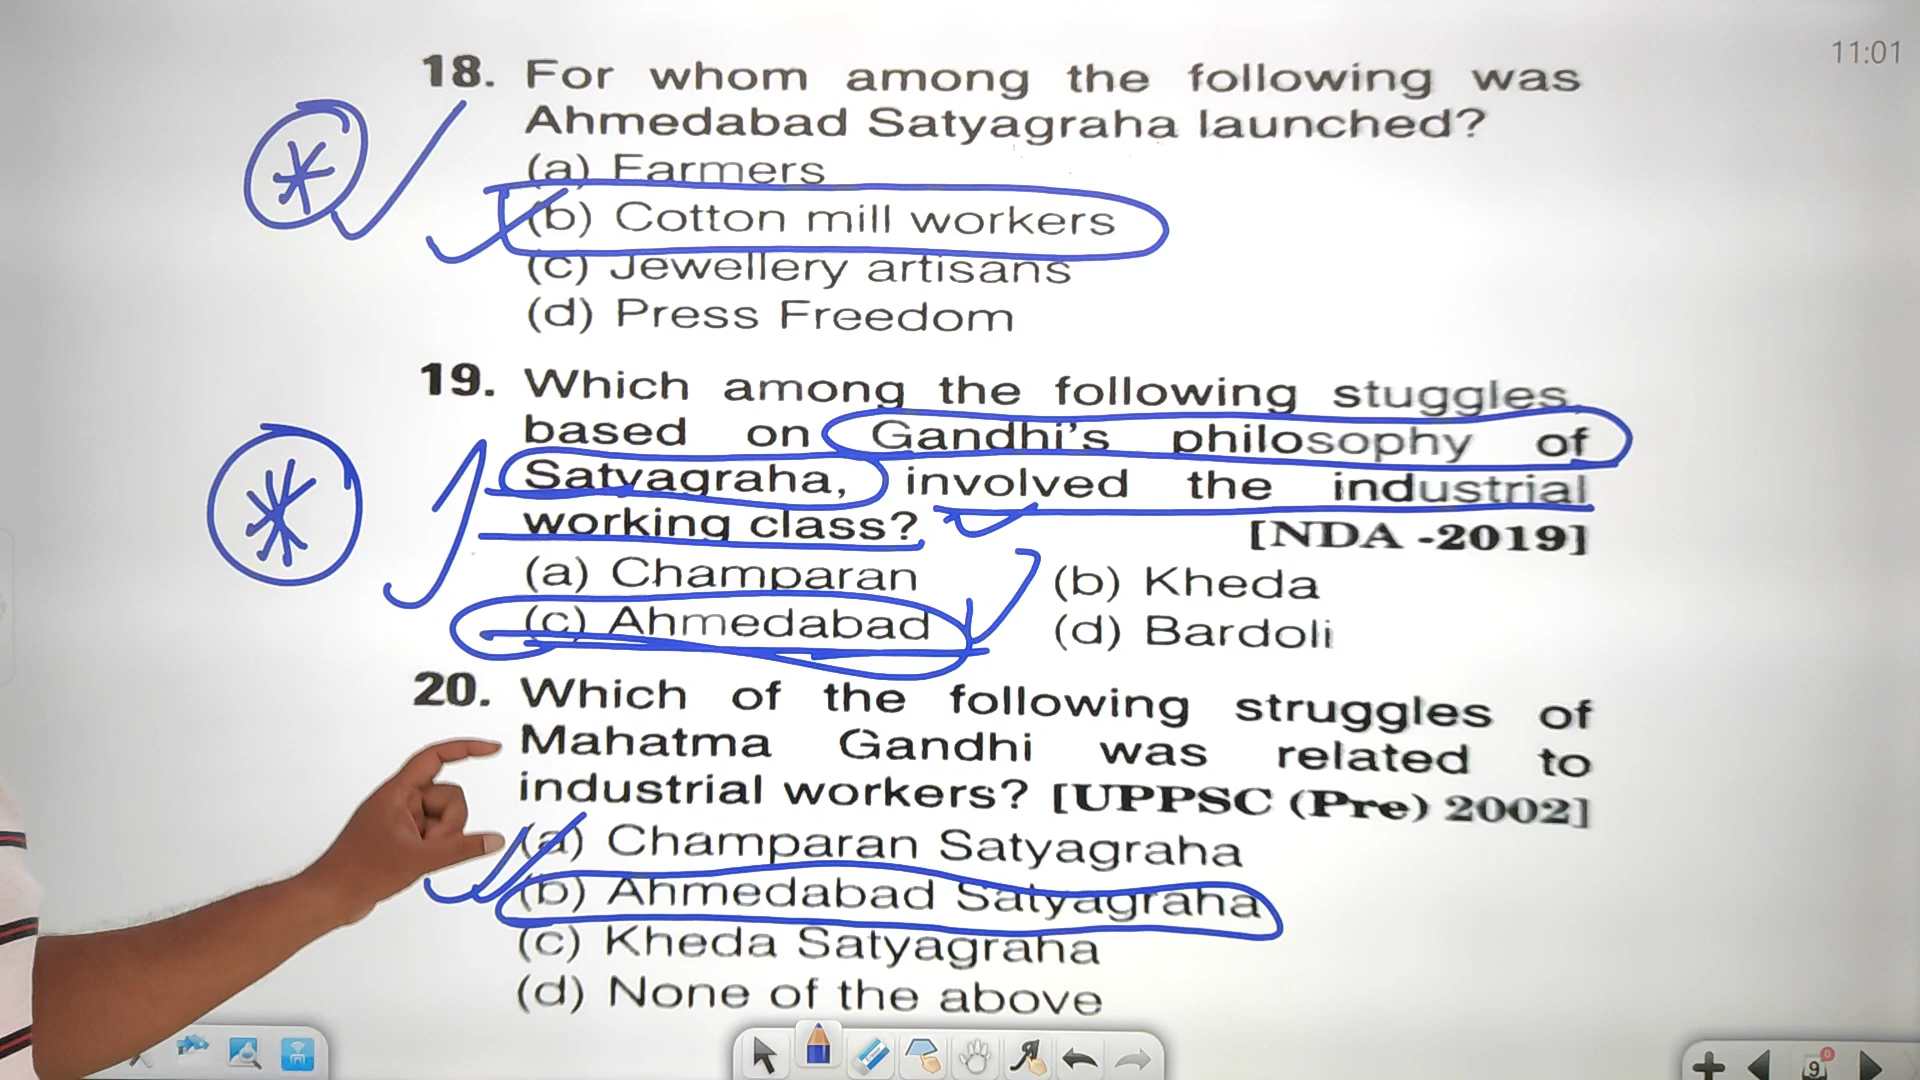 11:01
18. For whom among the following was
Ahmedabad Satyagraha launched?
(a) Farmers
(b) Cotton mill workers
(c) Jewellery artisans
(d) Press Freedom
19. Which among the following stuggles
based on Gandhi's philosophy of
Satyagraha, involved the industrial
working class? [NDA -2019]
(a) Champaran (b) Kheda
(c) Ahmedabad (d) Bardoli
20. Which of the following struggles of
Mahatma Gandhi was related to
industrial workers? [UPPSC (Pre) 2002]
(a) Champaran Satyagraha
(b) Ahmedabad Satyagraha
(c) Kheda Satyagraha
(d) None of the above
9
0